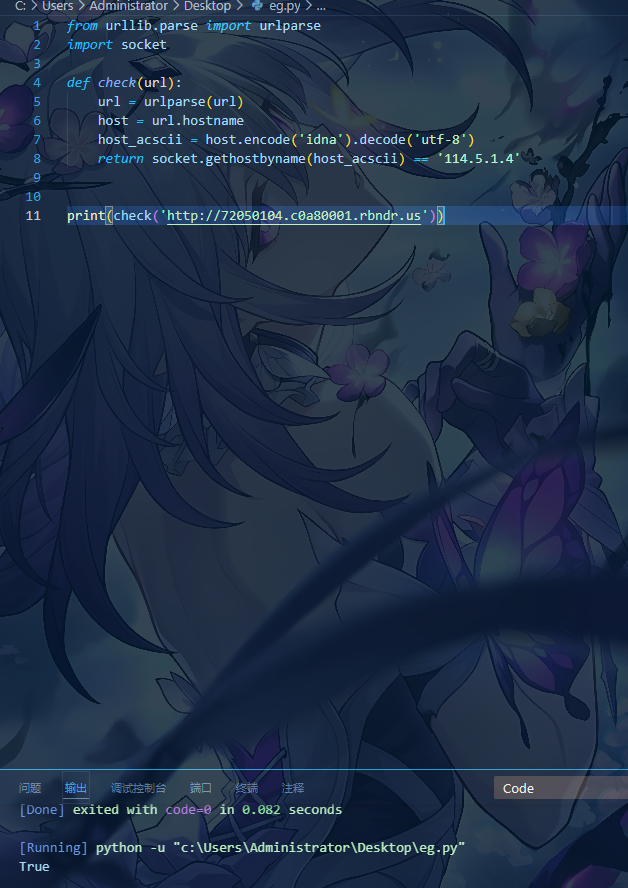 C: > Users > Administrator > Desktop > eg.py > ...
1 from urllib.parse import urlparse
2 import socket
3
4 def check(url):
5 url = urlparse(url)
6 host = url.hostname
7 host_acscii = host.encode('idna').decode('utf-8')
8 return socket.gethostbyname(host_acscii) == '114.5.1.4'
9
10
11 print(check('http://72050104.c0a80001.rbndr.us'))
问题 输出 调试控制台 端口 终端 注释 Code
[Done] exited with code=0 in 0.082 seconds
[Running] python -u "c:\Users\Administrator\Desktop\eg.py"
True